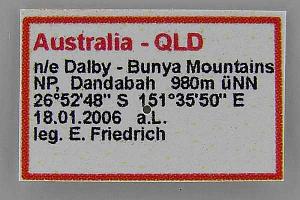 Australia - QLD
n/e Dalby - Bunya Mountains
NP, Dandabah 980m üNN
26°52'48" S 151°35'50" E
18.01.2006 a.L.
leg. E. Friedrich